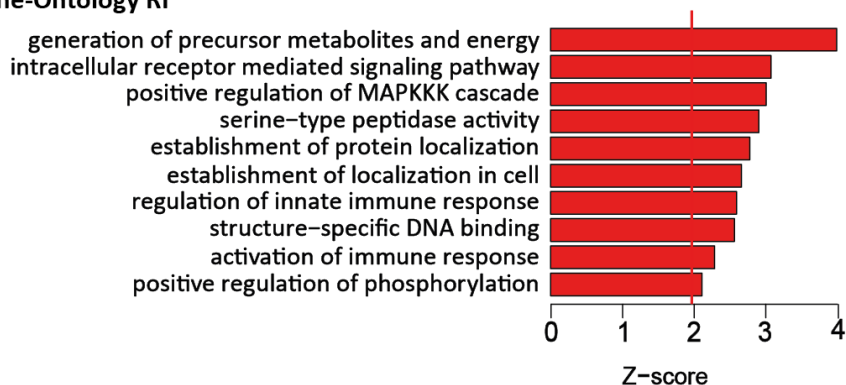 generation of precursor metabolites and energy
intracellular receptor mediated signaling pathway
positive regulation of MAPKKK cascade
serine−type peptidase activity
establishment of protein localization
establishment of localization in cell
regulation of innate immune response
structure−specific DNA binding
activation of immune response
positive regulation of phosphorylation
0 1 2 3 4
Z−score